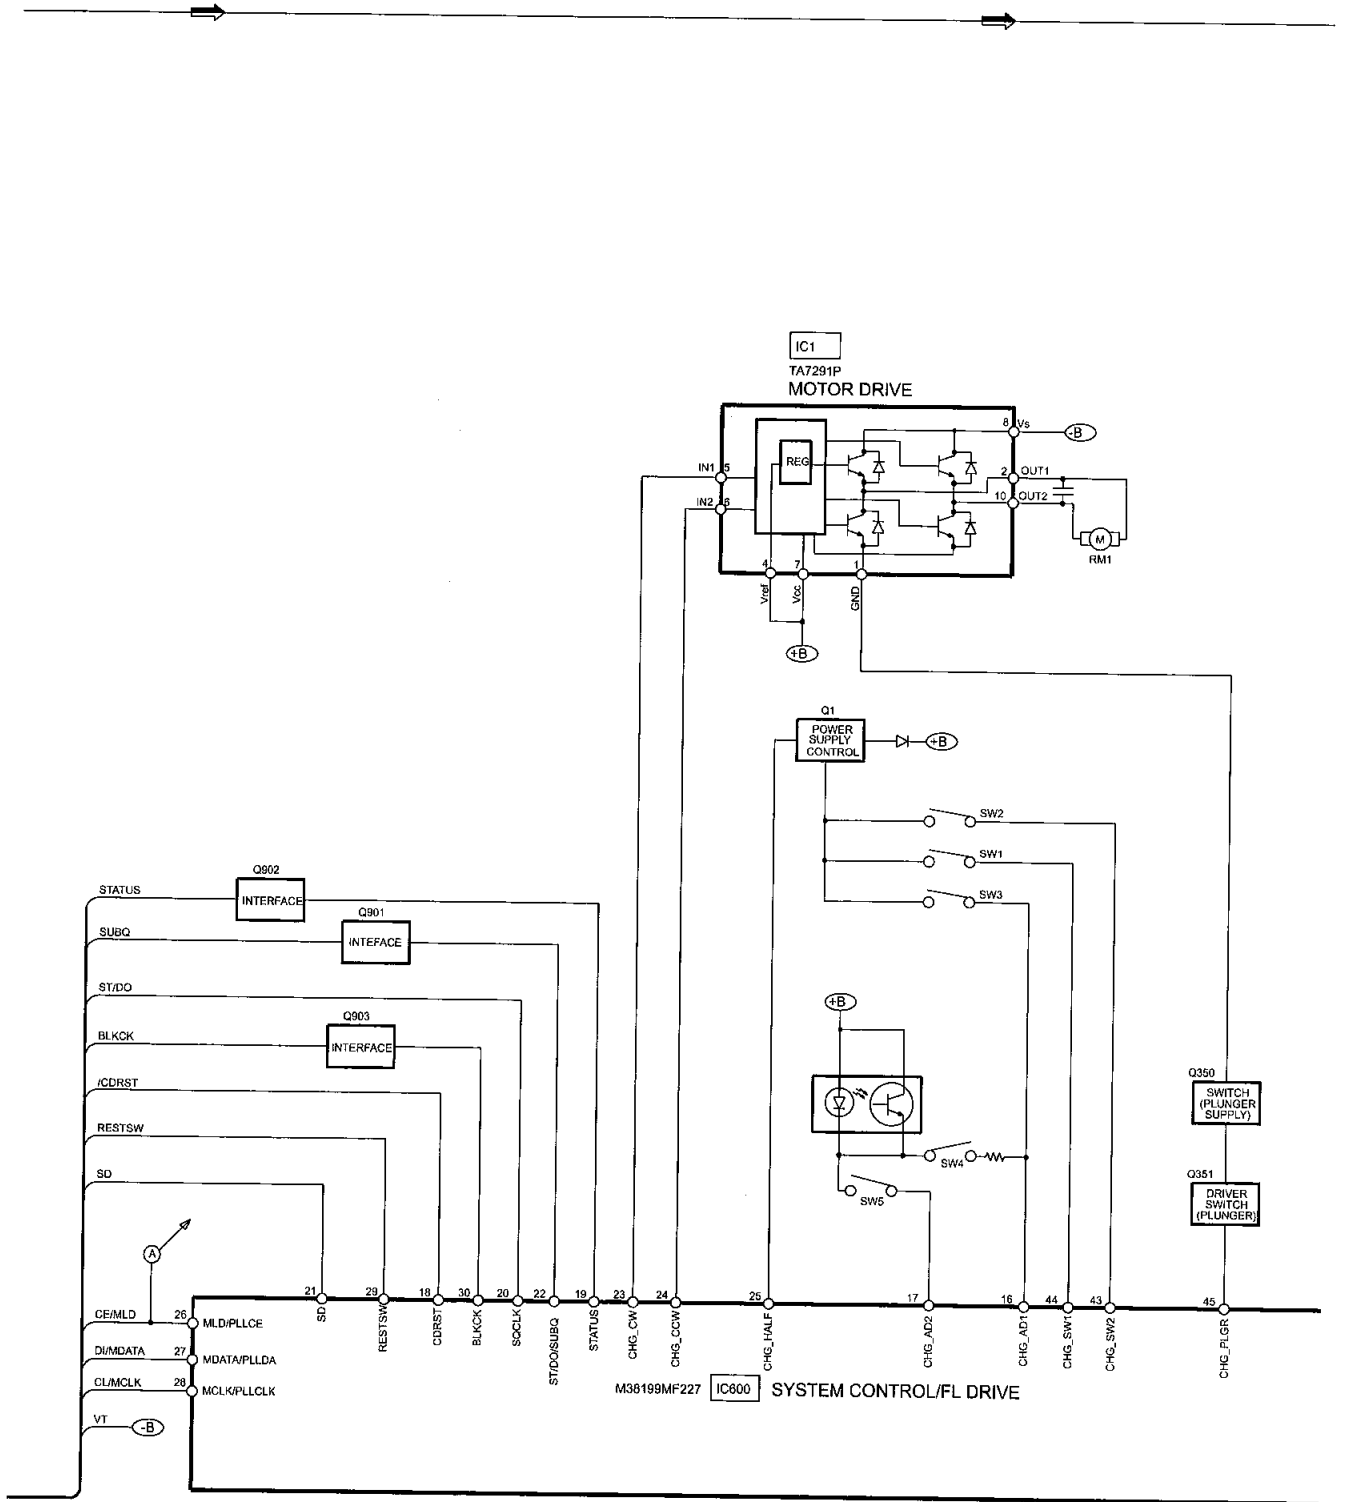 IC1
TA7291P
MOTOR DRIVE
8 Vs
-B
REG
IN1 5
2 OUT1
IN2 6
10 OUT2
M
RM1
4 7 1
Vref Vcc GND
+B
Q1
POWER
SUPPLY
CONTROL
+B
SW2
SW1
SW3
Q902
STATUS
INTERFACE
Q901
SUBQ
INTEFACE
ST/DO
+B
Q903
BLKCK
INTERFACE
/CDRST
Q350
SWITCH
(PLUNGER
SUPPLY)
RESTSW
SW4
SD
SW5
Q351
DRIVER
SWITCH
(PLUNGER)
A
21 29 18 30 20 22 19 23 24 25 17 16 44 43 45
SD RESTSW CDRST BLKCK SQCLK ST/DO/SUBQ STATUS CHG_CW CHG_CCW CHG_HALF CHG_AD2 CHG_AD1 CHG_SW1 CHG_SW2 CHG_PLGR
CE/MLD 26 MLD/PLLCE
DI/MDATA 27 MDATA/PLLDA
CL/MCLK 28 MCLK/PLLCLK
M38199MF227 IC600 SYSTEM CONTROL/FL DRIVE
VT -B